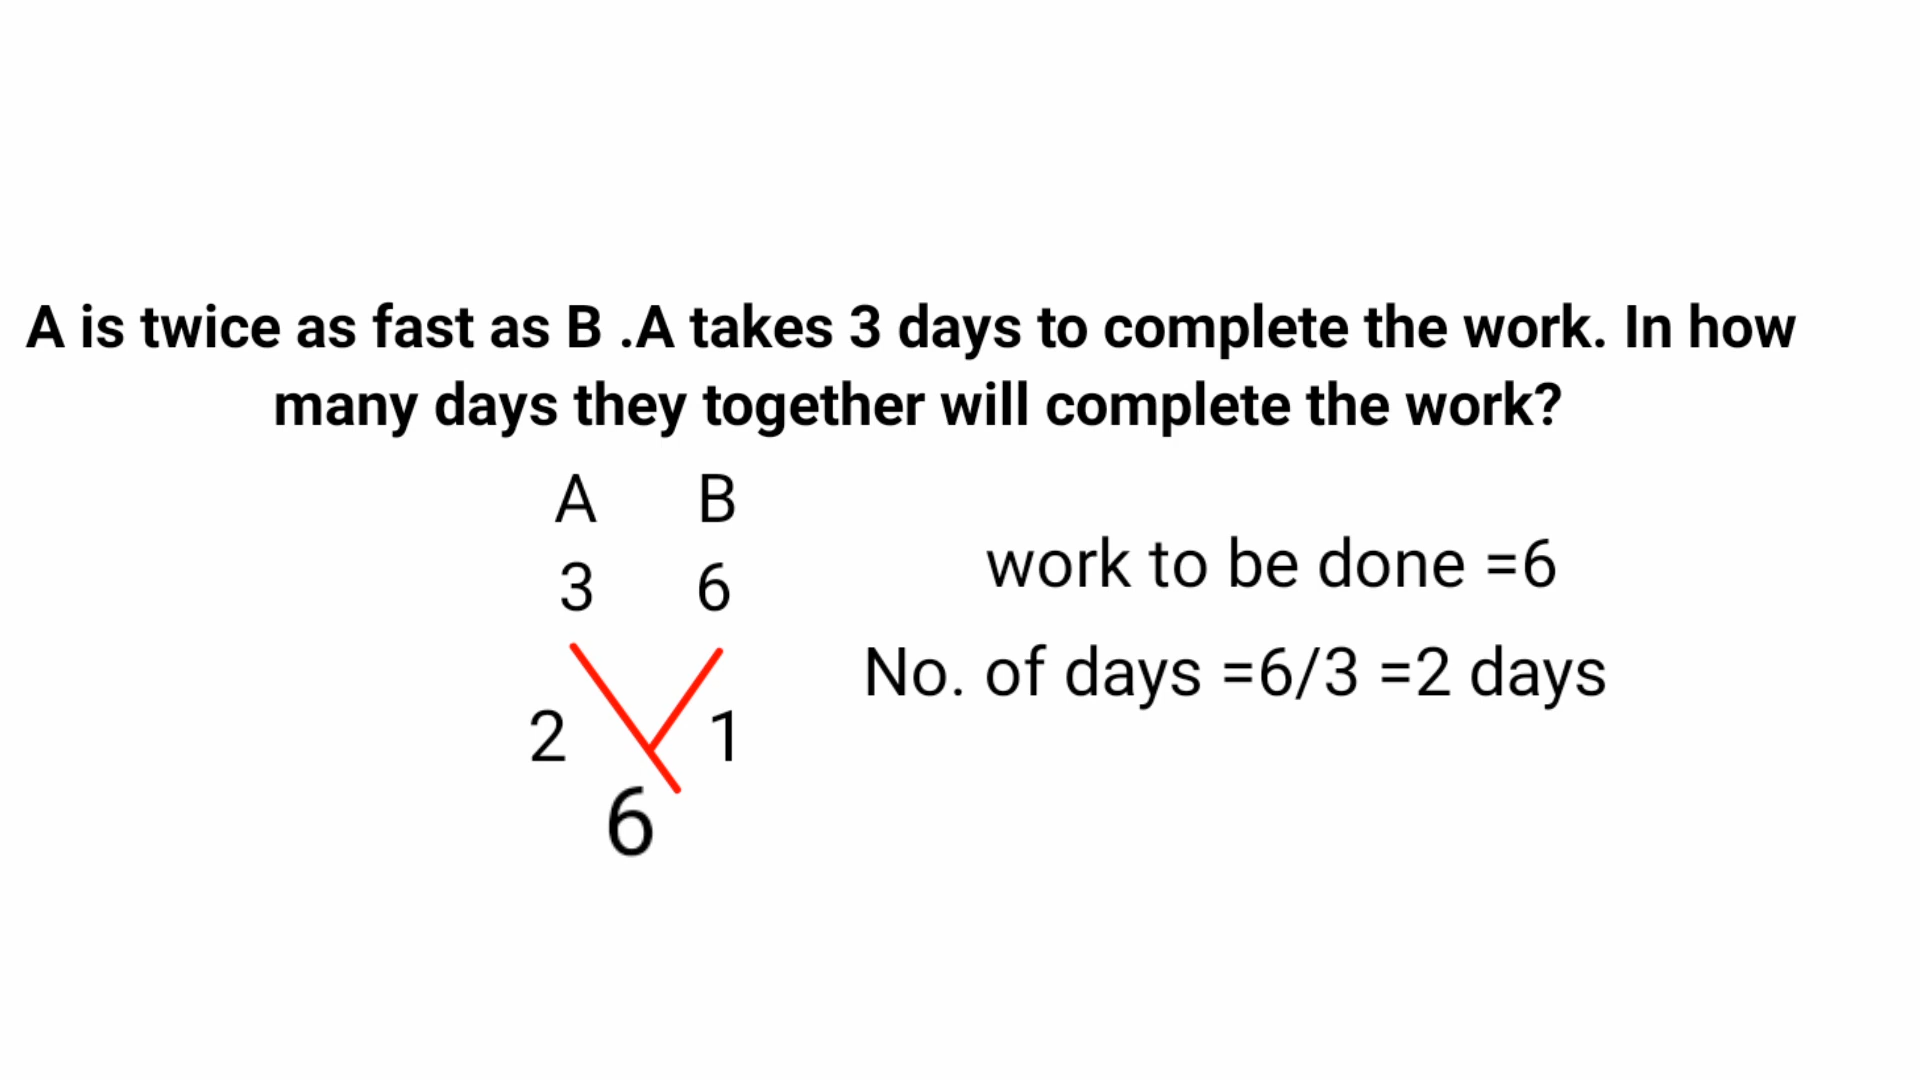 A is twice as fast as B .A takes 3 days to complete the work. In how
many days they together will complete the work?
A B
3 6
2 1
6
work to be done =6
No. of days =6/3 =2 days